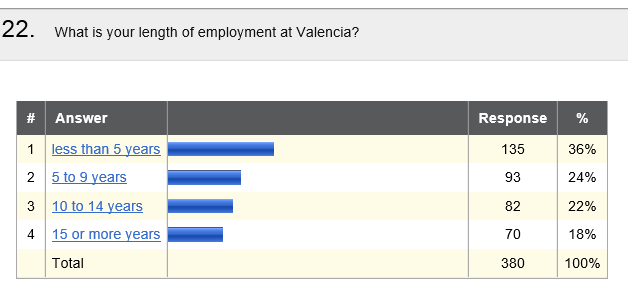 22. What is your length of employment at Valencia?
# Answer Response %
1 less than 5 years 135 36%
2 5 to 9 years 93 24%
3 10 to 14 years 82 22%
4 15 or more years 70 18%
Total 380 100%